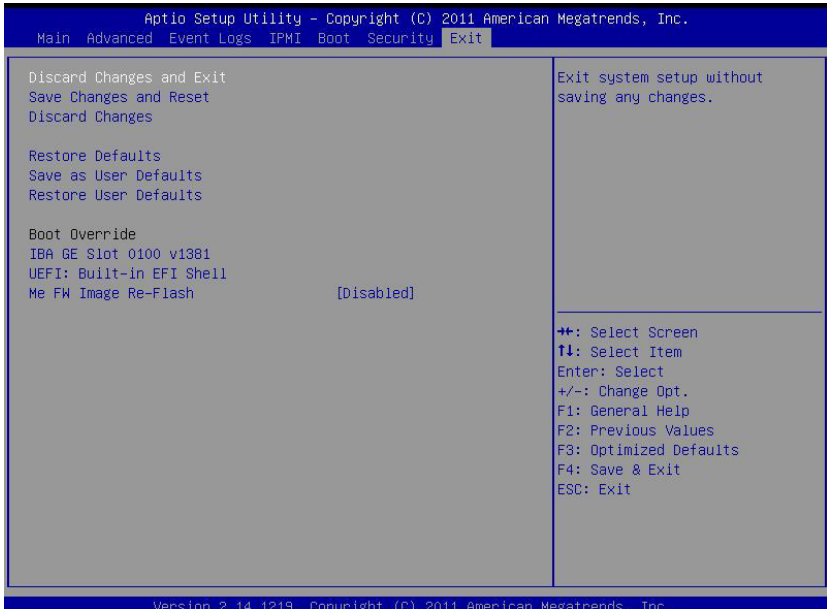 Aptio Setup Utility – Copyright (C) 2011 American Megatrends, Inc.
Main Advanced Event Logs IPMI Boot Security Exit
Discard Changes and Exit
Save Changes and Reset
Discard Changes
Restore Defaults
Save as User Defaults
Restore User Defaults
Boot Override
IBA GE Slot 0100 v1381
UEFI: Built-in EFI Shell
Me FW Image Re-Flash [Disabled]
Exit system setup without
saving any changes.
→←: Select Screen
↑↓: Select Item
Enter: Select
+/-: Change Opt.
F1: General Help
F2: Previous Values
F3: Optimized Defaults
F4: Save & Exit
ESC: Exit
Version 2.14.1219. Copyright (C) 2011 American Megatrends, Inc.